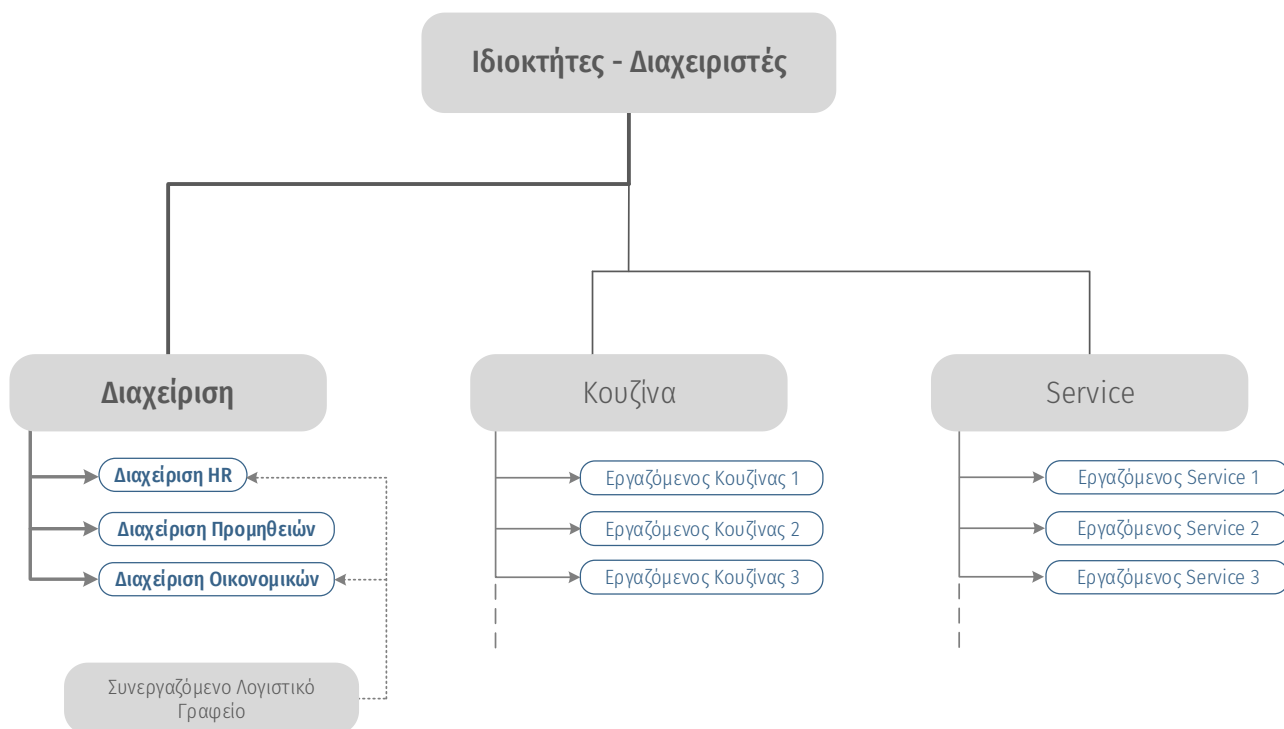 Ιδιοκτήτες - Διαχειριστές
Διαχείριση
Κουζίνα
Service
Διαχείριση HR
Εργαζόμενος Κουζίνας 1
Εργαζόμενος Service 1
Διαχείριση Προμηθειών
Εργαζόμενος Κουζίνας 2
Εργαζόμενος Service 2
Διαχείριση Οικονομικών
Εργαζόμενος Κουζίνας 3
Εργαζόμενος Service 3
Συνεργαζόμενο Λογιστικό
Γραφείο